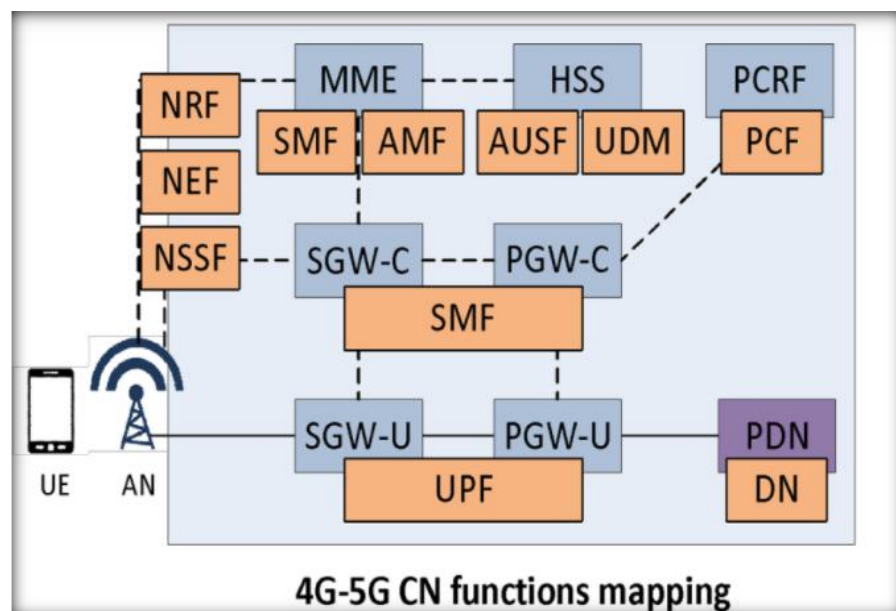 MME
HSS
PCRF
NRF
SMF
AMF
AUSF
UDM
PCF
NEF
NSSF
SGW-C
PGW-C
SMF
SGW-U
PGW-U
PDN
UPF
DN
UE
AN
4G-5G CN functions mapping